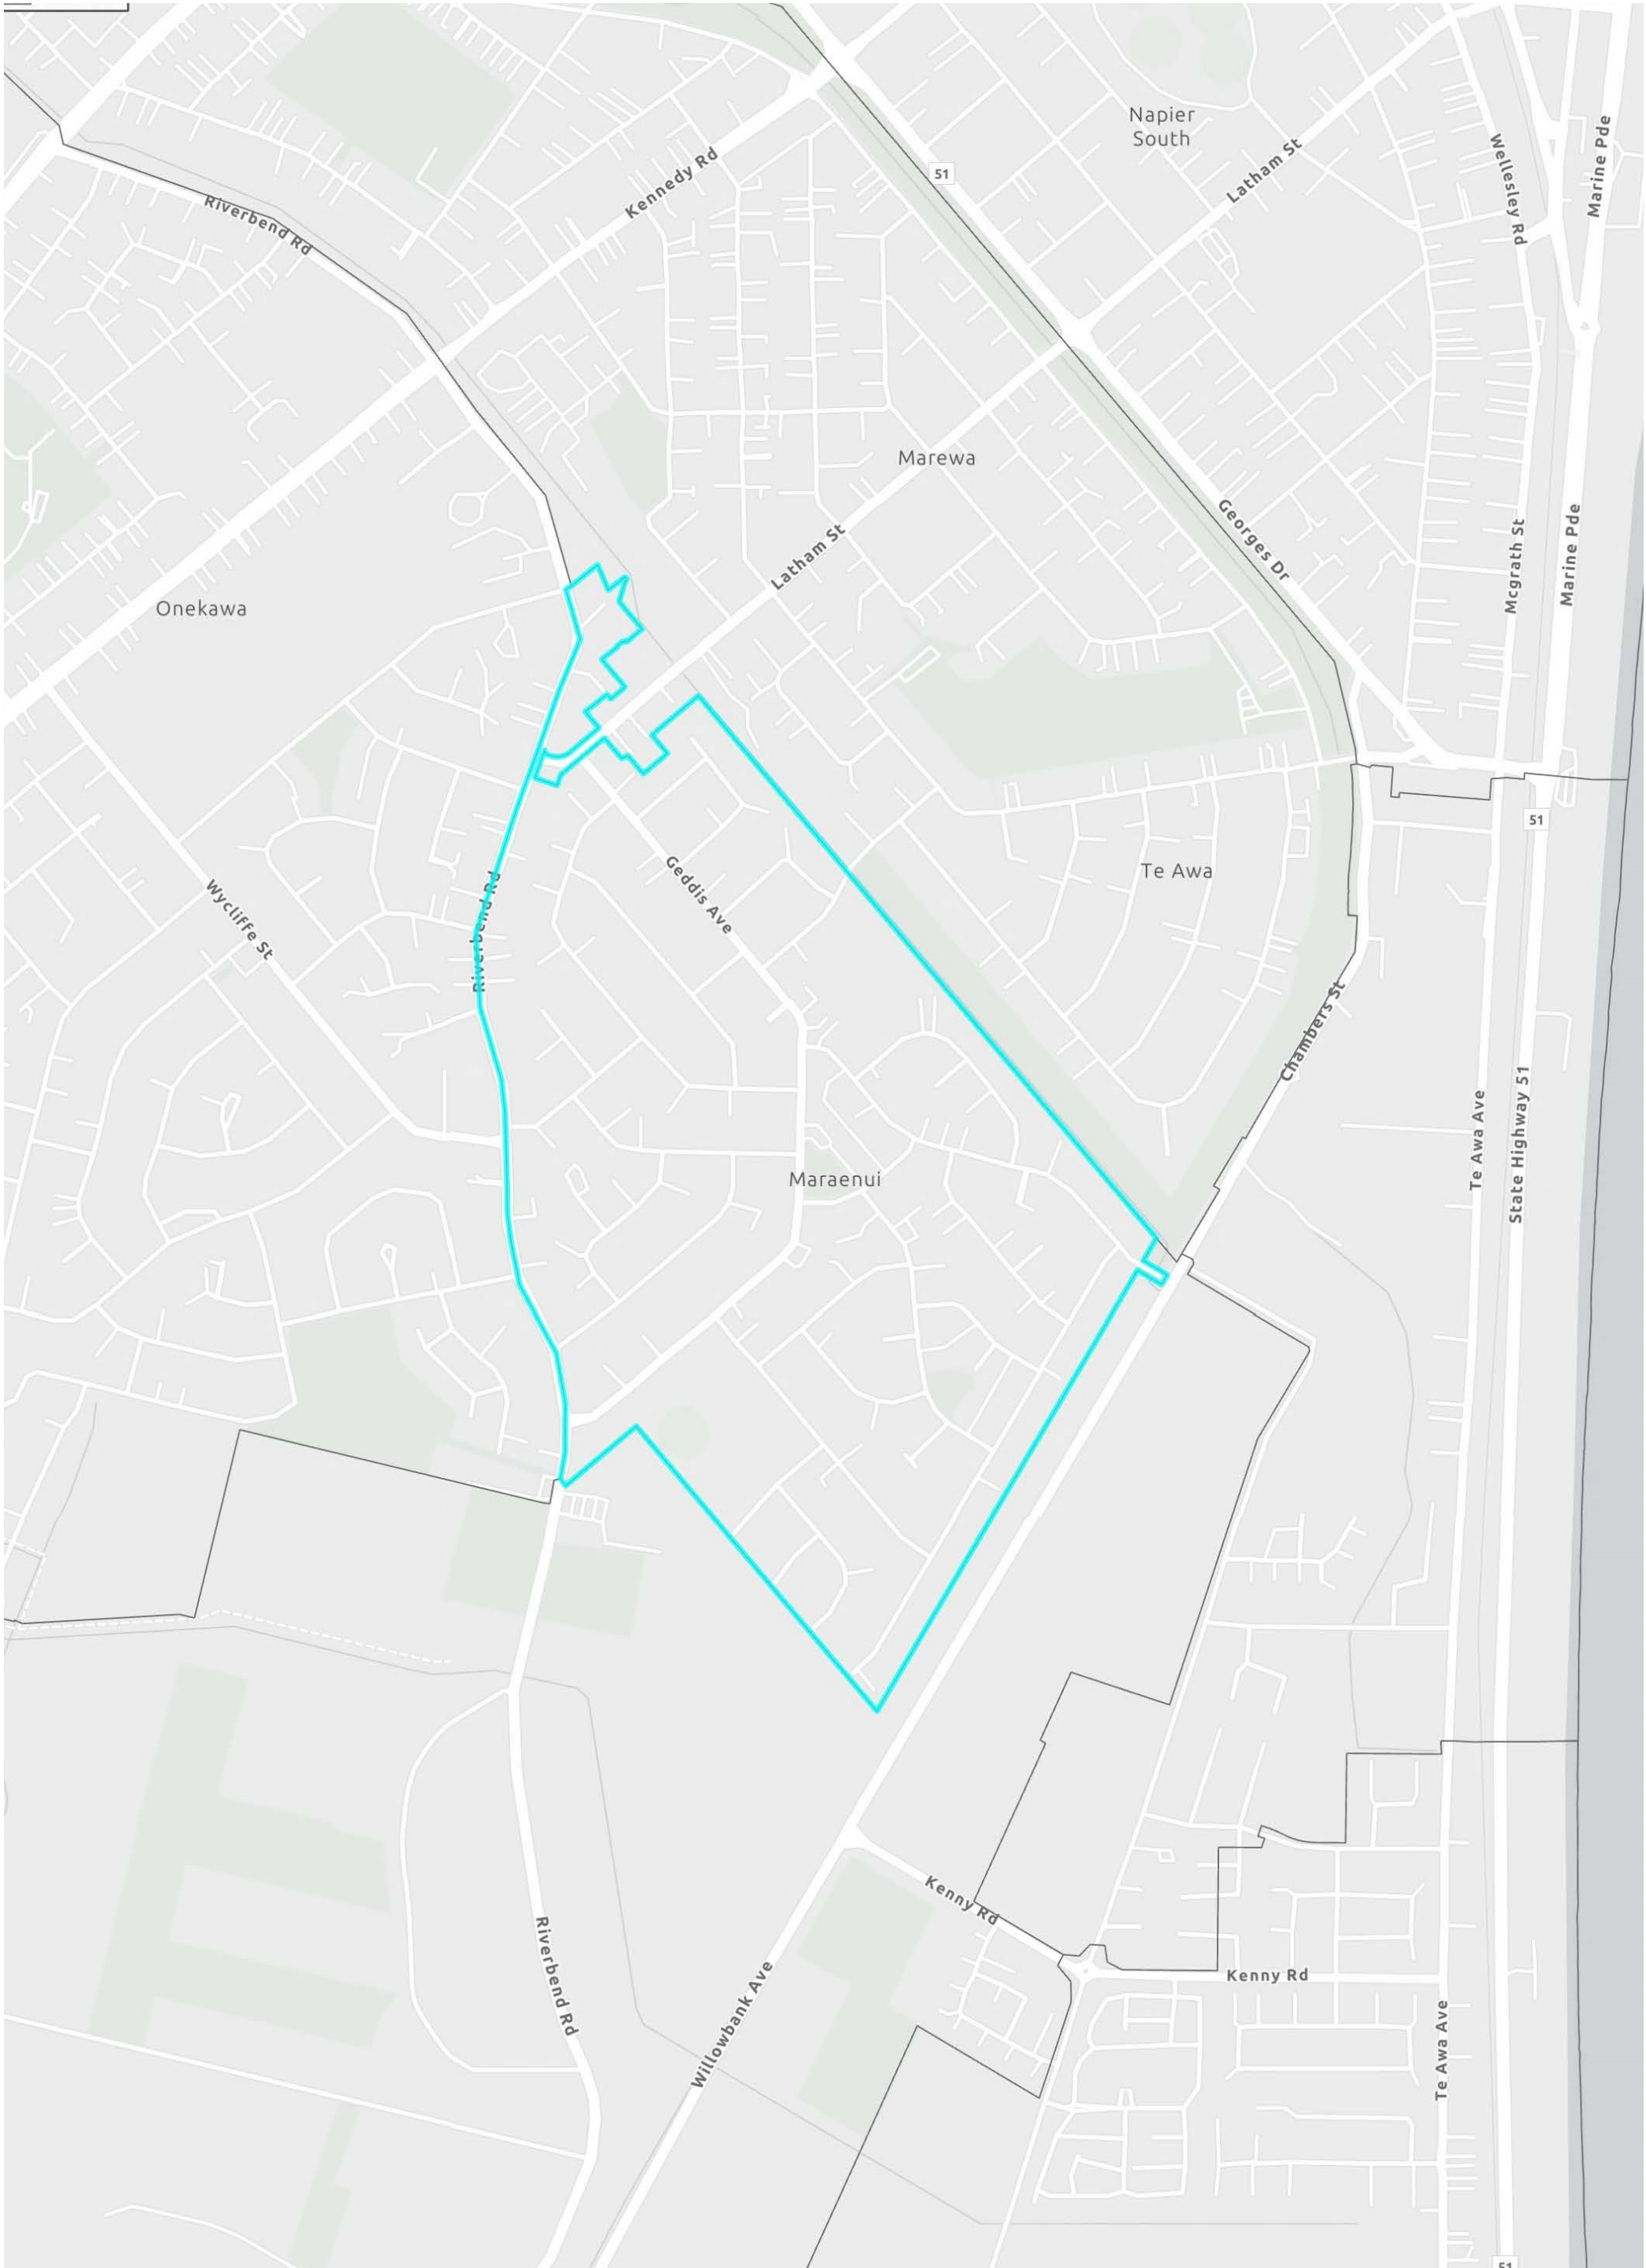 Napier
South
Marine Pde
Wellesley Rd
Latham St
Kennedy Rd
51
Riverbend Rd
Marewa
Georges Dr
Latham St
Mcgrath St
Marine Pde
Onekawa
51
Te Awa
Geddis Ave
Wycliffe St
Riverbend Rd
Chambers St
Te Awa Ave
State Highway 51
Maraenui
Kenny Rd
Riverbend Rd
Willowbank Ave
Kenny Rd
Te Awa Ave
51